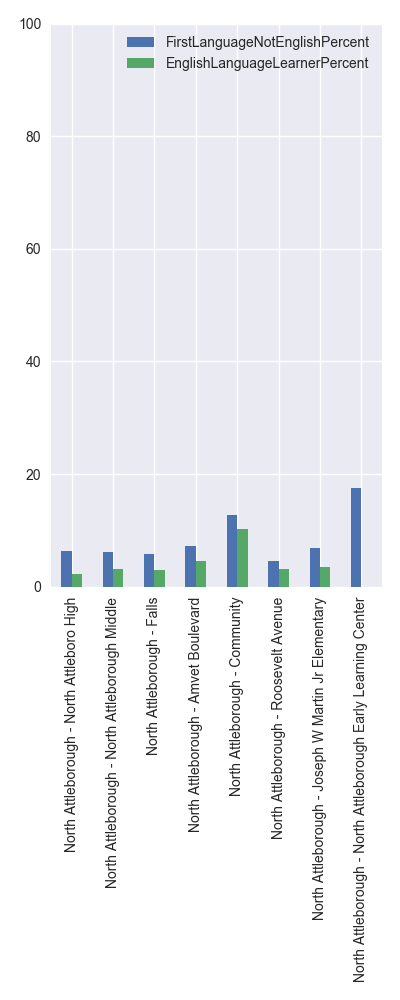 100
FirstLanguageNotEnglishPercent
EnglishLanguageLearnerPercent
80
60
40
20
0
North Attleborough - North Attleboro High
North Attleborough - North Attleborough Middle
North Attleborough - Falls
North Attleborough - Amvet Boulevard
North Attleborough - Community
North Attleborough - Roosevelt Avenue
North Attleborough - Joseph W Martin Jr Elementary
North Attleborough - North Attleborough Early Learning Center